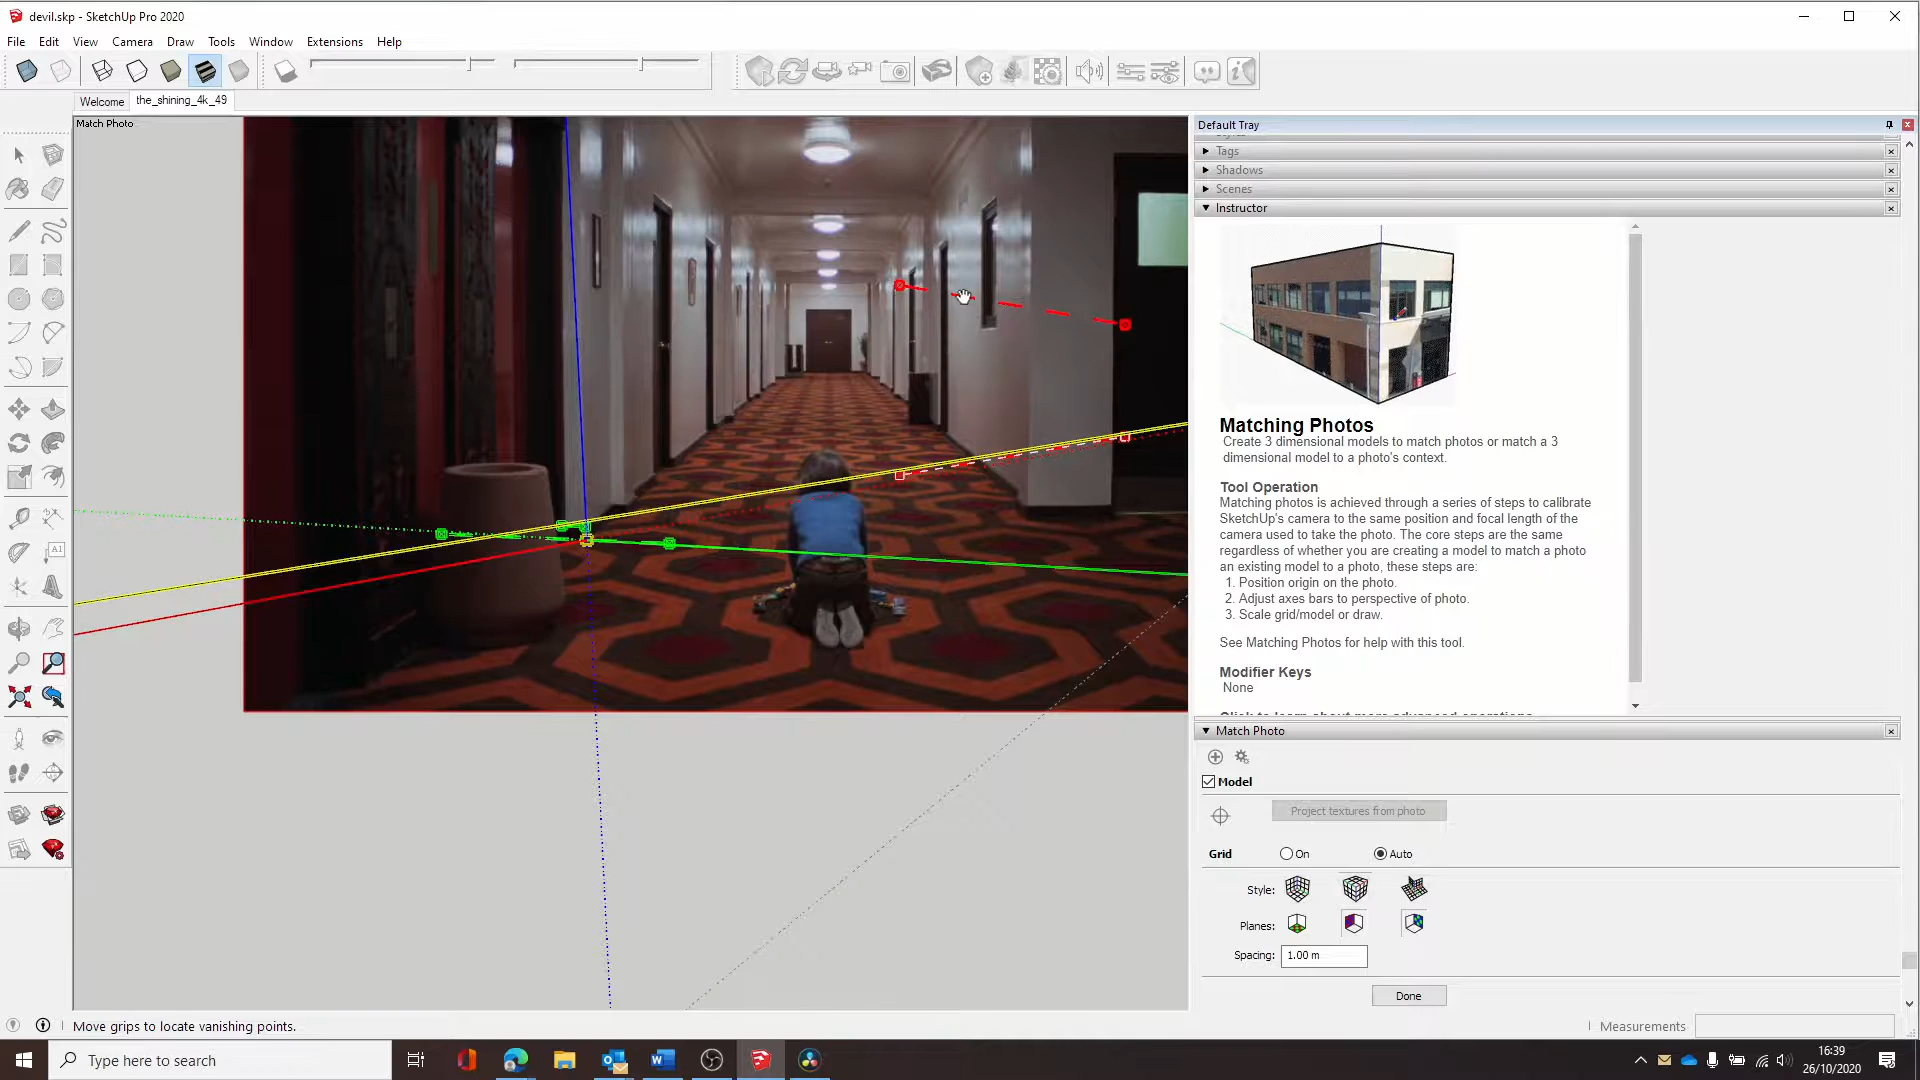 devil.skp - SketchUp Pro 2020
File Edit View Camera Draw Tools Window Extensions Help
Welcome the_shining_4k_49
Match Photo
Default Tray
Tags
Shadows
Scenes
Instructor
Matching Photos
Create 3 dimensional models to match photos or match a 3
dimensional model to a photo's context.
Tool Operation
Matching photos is achieved through a series of steps to calibrate
SketchUp's camera to the same position and focal length of the
camera used to take the photo. The core steps are the same
regardless of whether you are creating a model to match a photo
an existing model to a photo, these steps are:
1. Position origin on the photo.
2. Adjust axes bars to perspective of photo.
3. Scale grid/model or draw.
See Matching Photos for help with this tool.
Modifier Keys
None
Match Photo
Model
Project textures from photo
Grid On Auto
Style:
Planes:
Spacing: 1.00 m
Done
Move grips to locate vanishing points.
Measurements
Type here to search
16:39
26/10/2020